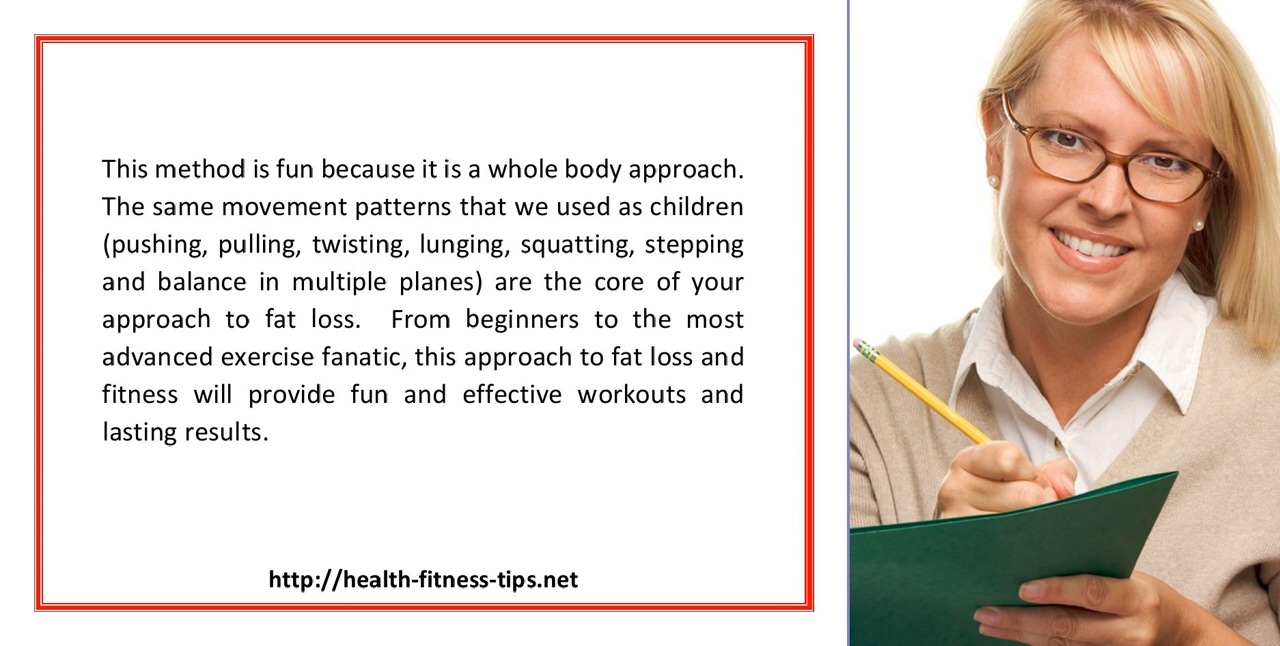 This method is fun because it is a whole body approach.
The same movement patterns that we used as children
(pushing, pulling, twisting, lunging, squatting, stepping
and balance in multiple planes) are the core of your
approach to fat loss.  From beginners to the most
advanced exercise fanatic, this approach to fat loss and
fitness will provide fun and effective workouts and
lasting results.
http://health-fitness-tips.net